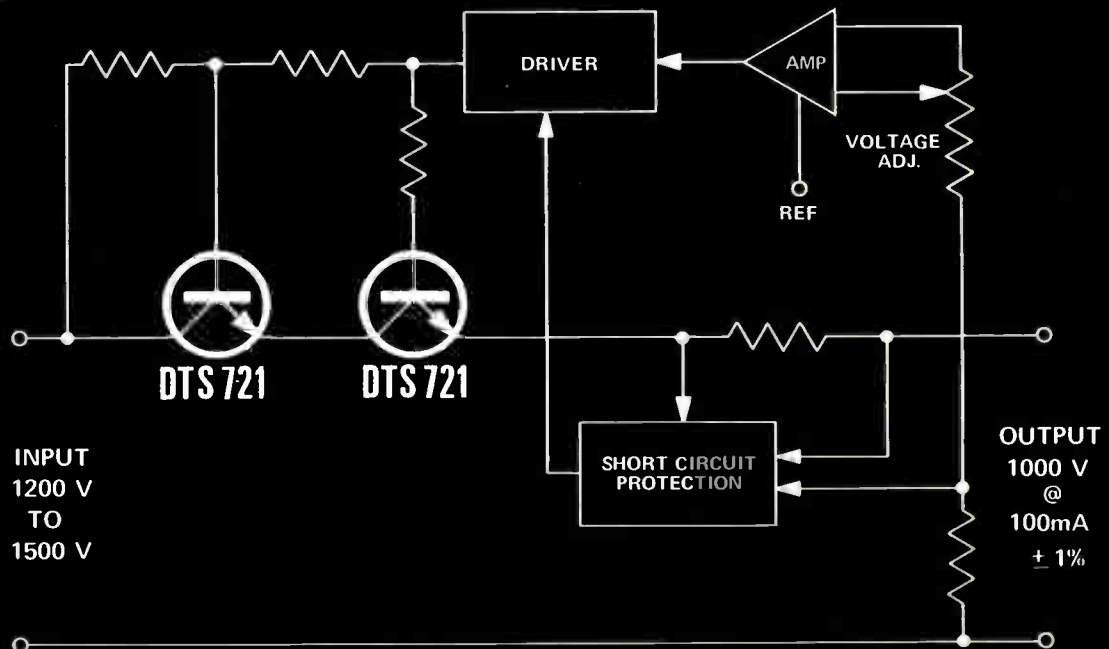 DRIVER
AMP
VOLTAGE
ADJ.
REF
DTS 721
DTS 721
INPUT
1200 V
TO
1500 V
SHORT CIRCUIT
PROTECTION
OUTPUT
1000 V
@
100mA
± 1%